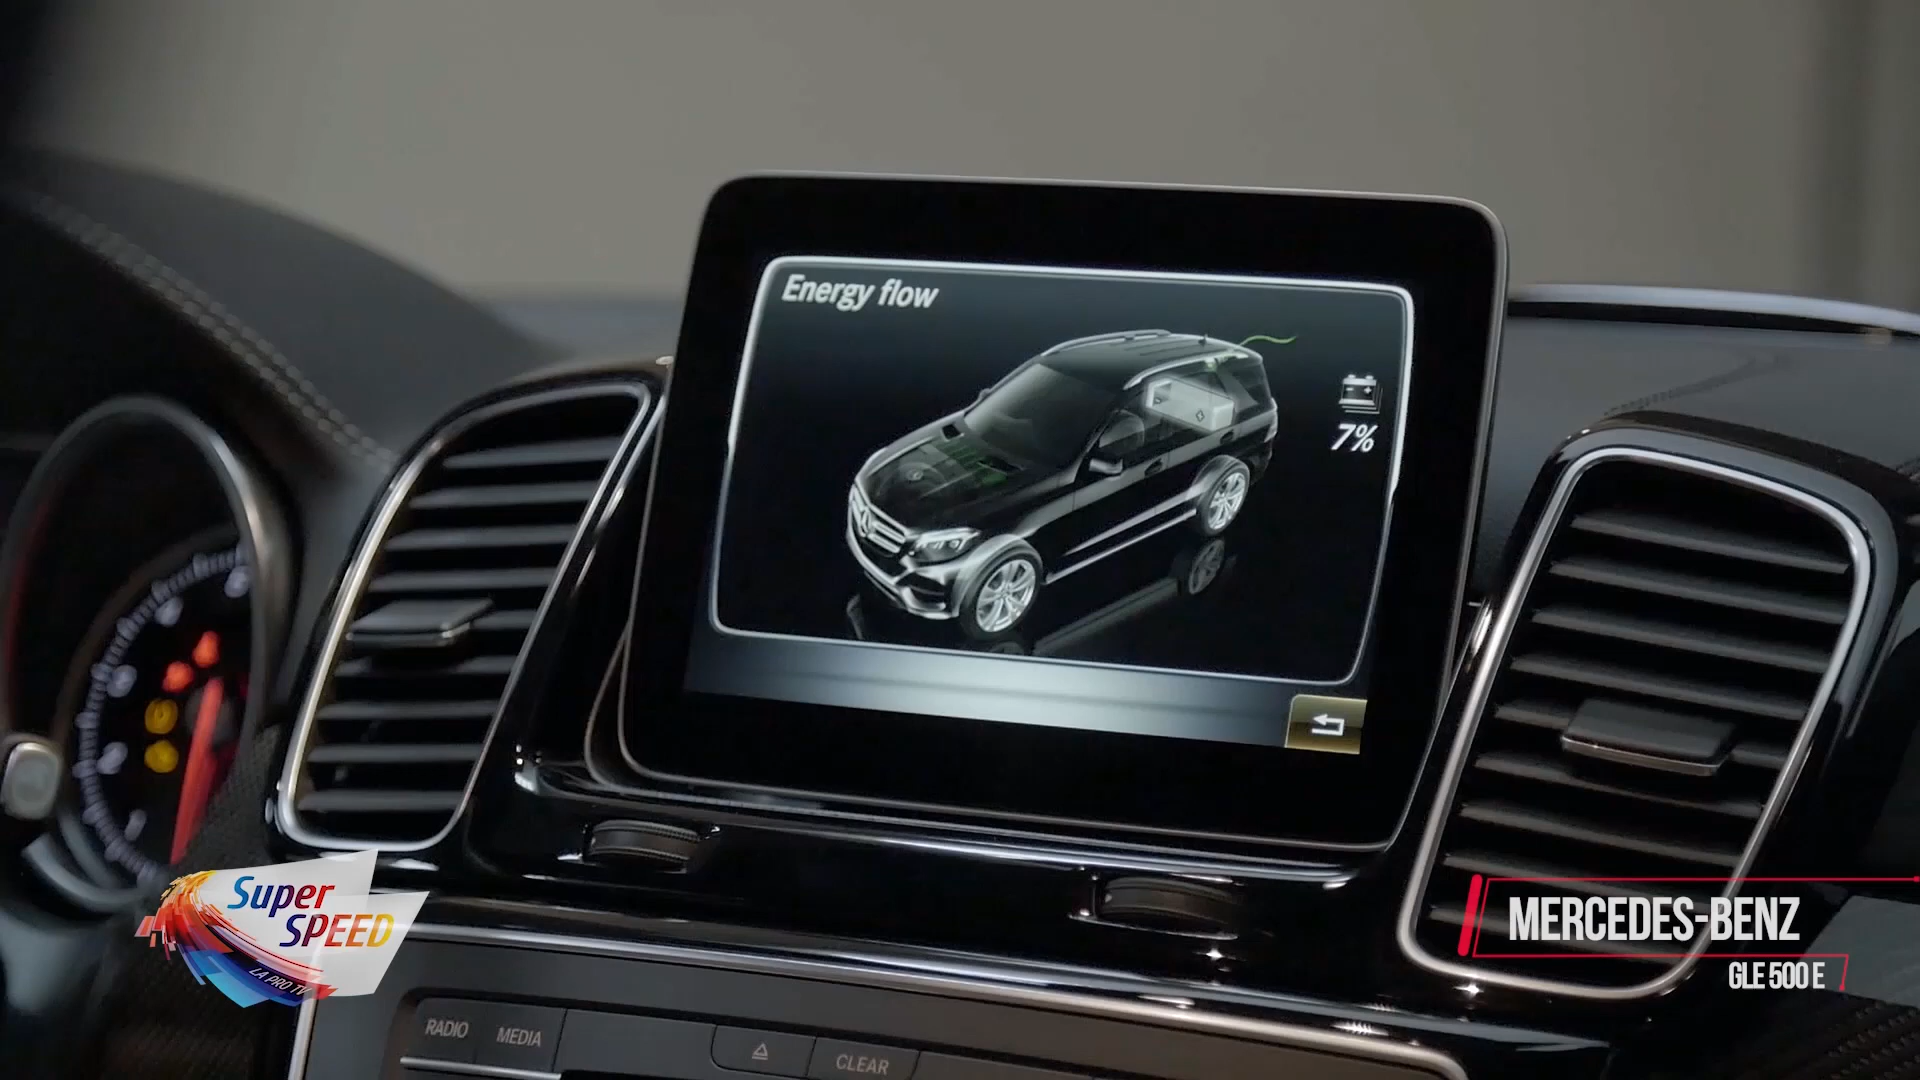 Energy flow
7%
Super
SPEED
LA PRO TV
MERCEDES-BENZ
GLE 500 E
RADIO
MEDIA
CLEAR